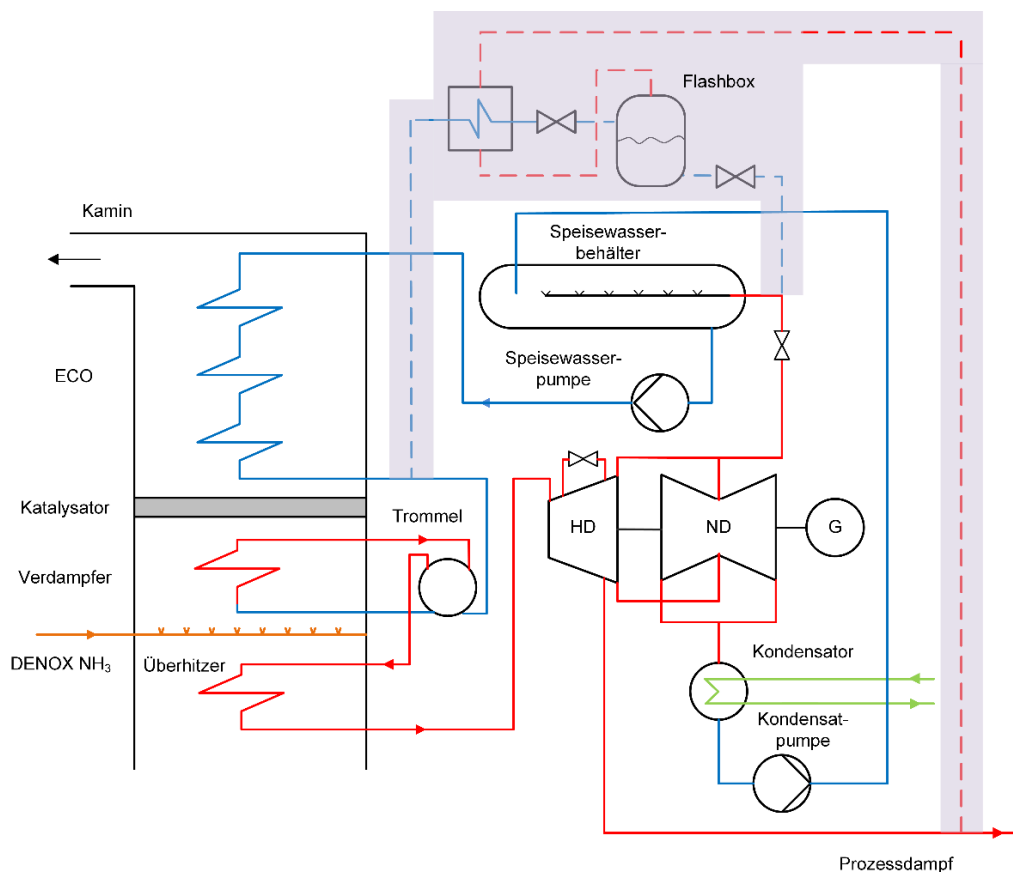 Flashbox
Kamin
Speisewasser-
behälter
Speisewasser-
pumpe
ECO
Katalysator
Trommel
HD
ND
G
Verdampfer
DENOX NH₃
Überhitzer
Kondensator
Kondensat-
pumpe
Prozessdampf